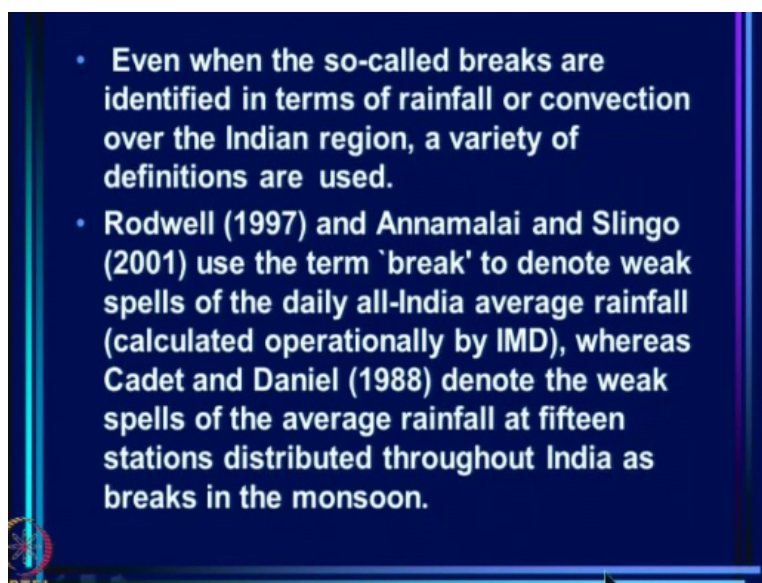 • Even when the so-called breaks are
identified in terms of rainfall or convection
over the Indian region, a variety of
definitions are used.
• Rodwell (1997) and Annamalai and Slingo
(2001) use the term `break' to denote weak
spells of the daily all-India average rainfall
(calculated operationally by IMD), whereas
Cadet and Daniel (1988) denote the weak
spells of the average rainfall at fifteen
stations distributed throughout India as
breaks in the monsoon.